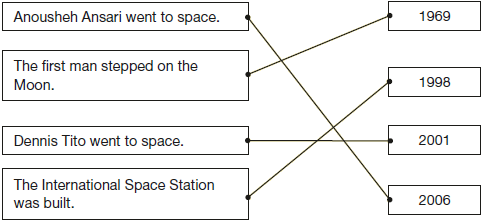 Anousheh Ansari went to space.
1969
The first man stepped on the
Moon.
1998
Dennis Tito went to space.
2001
The International Space Station
was built.
2006